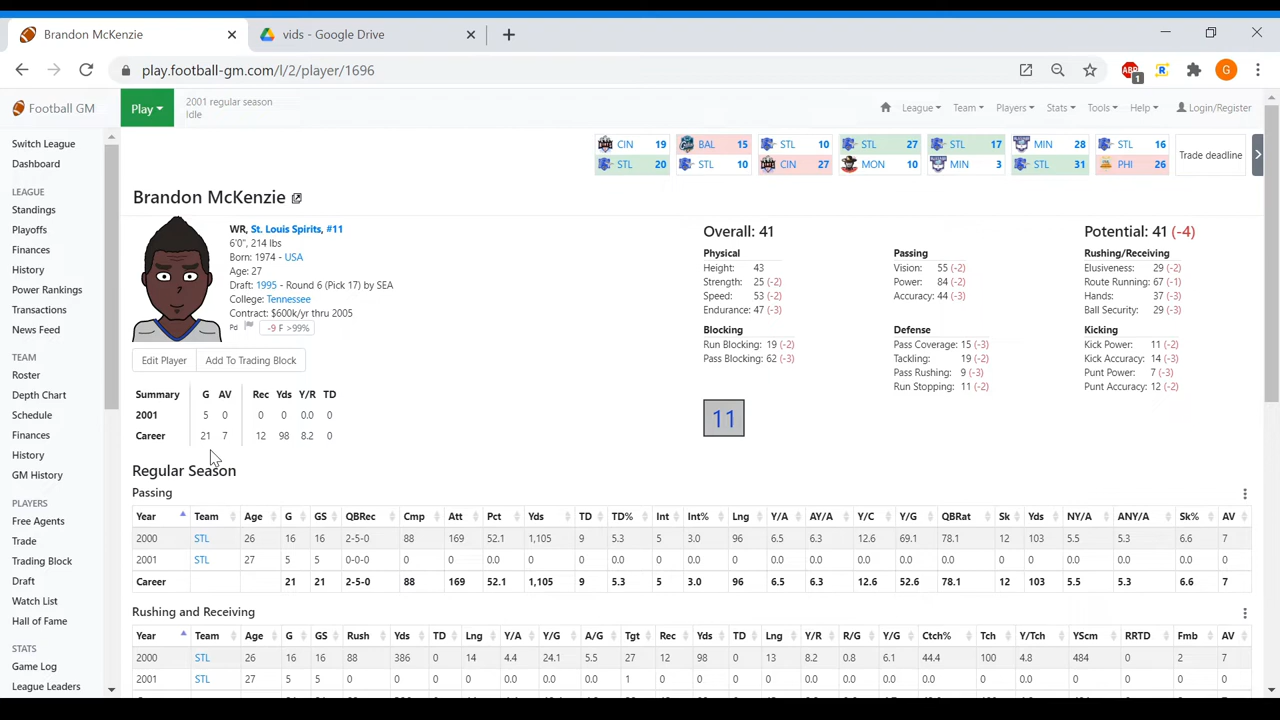 Brandon McKenzie
vids - Google Drive
play.football-gm.com/l/2/player/1696
ABP
1
R
G
Football GM
Play
2001 regular season
Idle
League Team Players Stats Tools Help Login/Register
CIN 19 BAL 15 STL 10 STL 27 STL 17 MIN 28 STL 16
STL 20 STL 10 CIN 27 MON 10 MIN 3 STL 31 PHI 26
Trade deadline
Switch League
Dashboard
LEAGUE
Standings
Playoffs
Finances
History
Power Rankings
Transactions
News Feed
TEAM
Roster
Depth Chart
Schedule
Finances
History
GM History
PLAYERS
Free Agents
Trade
Trading Block
Draft
Watch List
Hall of Fame
STATS
Game Log
League Leaders
Brandon McKenzie
WR, St. Louis Spirits, #11
6'0", 214 lbs
Born: 1974 - USA
Age: 27
Draft: 1995 - Round 6 (Pick 17) by SEA
College: Tennessee
Contract: $600k/yr thru 2005
Pd -9 F >99%
Edit Player Add To Trading Block
Overall: 41
Potential: 41 (-4)
Physical
Height: 43
Strength: 25 (-2)
Speed: 53 (-2)
Endurance: 47 (-3)
Blocking
Run Blocking: 19 (-2)
Pass Blocking: 62 (-3)
Passing
Vision: 55 (-2)
Power: 84 (-2)
Accuracy: 44 (-3)
Defense
Pass Coverage: 15 (-3)
Tackling: 19 (-2)
Pass Rushing: 9 (-3)
Run Stopping: 11 (-2)
Rushing/Receiving
Elusiveness: 29 (-2)
Route Running: 67 (-1)
Hands: 37 (-3)
Ball Security: 29 (-3)
Kicking
Kick Power: 11 (-2)
Kick Accuracy: 14 (-3)
Punt Power: 7 (-3)
Punt Accuracy: 12 (-2)
11
Summary G AV Rec Yds Y/R TD
2001 5 0 0 0 0.0 0
Career 21 7 12 98 8.2 0
Regular Season
Passing
Year Team Age G GS QBRec Cmp Att Pct Yds TD TD% Int Int% Lng Y/A AY/A Y/C Y/G QBRat Sk Yds NY/A ANY/A Sk% AV
2000 STL 26 16 16 2-5-0 88 169 52.1 1,105 9 5.3 5 3.0 96 6.5 6.3 12.6 69.1 78.1 12 103 5.5 5.3 6.6 7
2001 STL 27 5 5 0-0-0 0 0 0.0 0 0 0.0 0 0.0 0 0.0 0.0 0.0 0.0 0.0 0 0 0.0 0.0 0.0 0
Career 21 21 2-5-0 88 169 52.1 1,105 9 5.3 5 3.0 96 6.5 6.3 12.6 52.6 78.1 12 103 5.5 5.3 6.6 7
Rushing and Receiving
Year Team Age G GS Rush Yds TD Lng Y/A Y/G A/G Tgt Rec Yds TD Lng Y/R R/G Y/G Ctch% Tch Y/Tch YScm RRTD Fmb AV
2000 STL 26 16 16 88 386 0 14 4.4 24.1 5.5 27 12 98 0 13 8.2 0.8 6.1 44.4 100 4.8 484 0 2 7
2001 STL 27 5 5 0 0 0 0 0.0 0.0 0.0 1 0 0 0 0 0.0 0.0 0.0 0.0 0 0.0 0 0 0 0